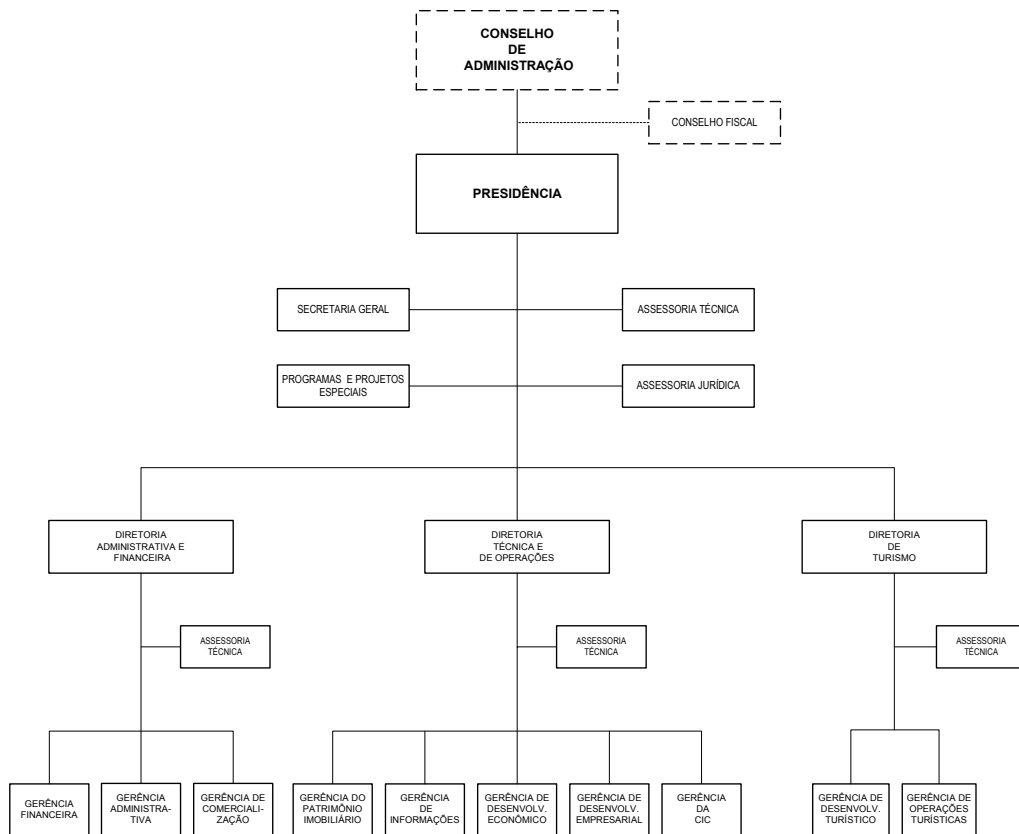 CONSELHO
DE
ADMINISTRAÇÃO
CONSELHO FISCAL
PRESIDÊNCIA
SECRETARIA GERAL
ASSESSORIA TÉCNICA
PROGRAMAS E PROJETOS
ESPECIAIS
ASSESSORIA JURÍDICA
DIRETORIA
ADMINISTRATIVA E
FINANCEIRA
DIRETORIA
TÉCNICA E
DE OPERAÇÕES
DIRETORIA
DE
TURISMO
ASSESSORIA
TÉCNICA
ASSESSORIA
TÉCNICA
ASSESSORIA
TÉCNICA
GERÊNCIA
FINANCEIRA
GERÊNCIA
ADMINISTRA-
TIVA
GERÊNCIA DE
COMERCIALI-
ZAÇÃO
GERÊNCIA DO
PATRIMÔNIO
IMOBILIÁRIO
GERÊNCIA
DE
INFORMAÇÕES
GERÊNCIA DE
DESENVOLV.
ECONÔMICO
GERÊNCIA DE
DESENVOLV.
EMPRESARIAL
GERÊNCIA
DA
CIC
GERÊNCIA DE
DESENVOLV.
TURÍSTICO
GERÊNCIA DE
OPERAÇÕES
TURÍSTICAS